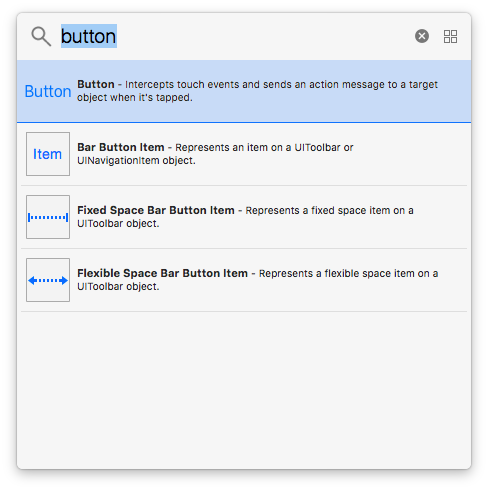 button
Button
Button - Intercepts touch events and sends an action message to a target
object when it's tapped.
Item
Bar Button Item - Represents an item on a UIToolbar or
UINavigationItem object.
Fixed Space Bar Button Item - Represents a fixed space item on a
UIToolbar object.
Flexible Space Bar Button Item - Represents a flexible space item on a
UIToolbar object.